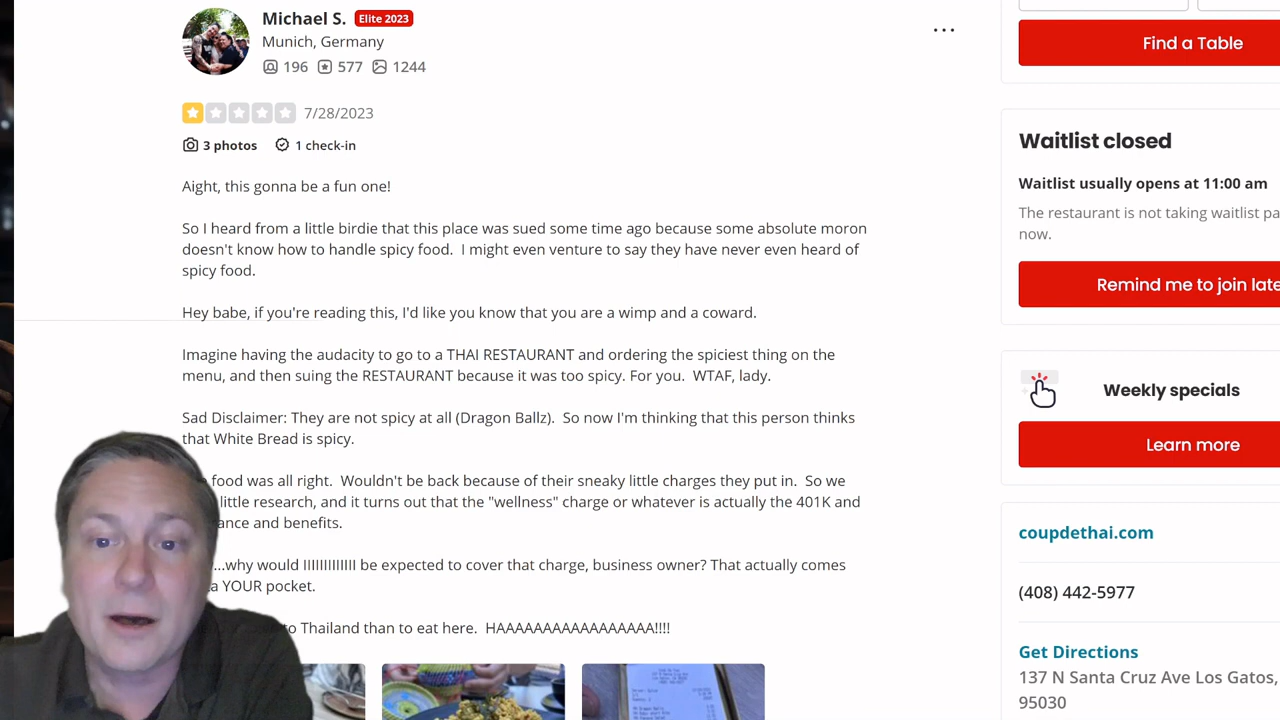 Michael S. Elite 2023
Munich, Germany
196 577 1244
7/28/2023
3 photos 1 check-in
Aight, this gonna be a fun one!
So I heard from a little birdie that this place was sued some time ago because some absolute moron
doesn't know how to handle spicy food. I might even venture to say they have never even heard of
spicy food.
Hey babe, if you're reading this, I'd like you know that you are a wimp and a coward.
Imagine having the audacity to go to a THAI RESTAURANT and ordering the spiciest thing on the
menu, and then suing the RESTAURANT because it was too spicy. For you. WTAF, lady.
Sad Disclaimer: They are not spicy at all (Dragon Ballz). So now I'm thinking that this person thinks
that White Bread is spicy.
food was all right. Wouldn't be back because of their sneaky little charges they put in. So we
little research, and it turns out that the "wellness" charge or whatever is actually the 401K and
and benefits.
...why would IIIIIIIIIIIII be expected to cover that charge, business owner? That actually comes
YOUR pocket.
to Thailand than to eat here. HAAAAAAAAAAAAAAAAA!!!!
Find a Table
Waitlist closed
Waitlist usually opens at 11:00 am
The restaurant is not taking waitlist
now.
Remind me to join
Weekly specials
Learn more
coupdethai.com
(408) 442-5977
Get Directions
137 N Santa Cruz Ave Los Gatos,
95030